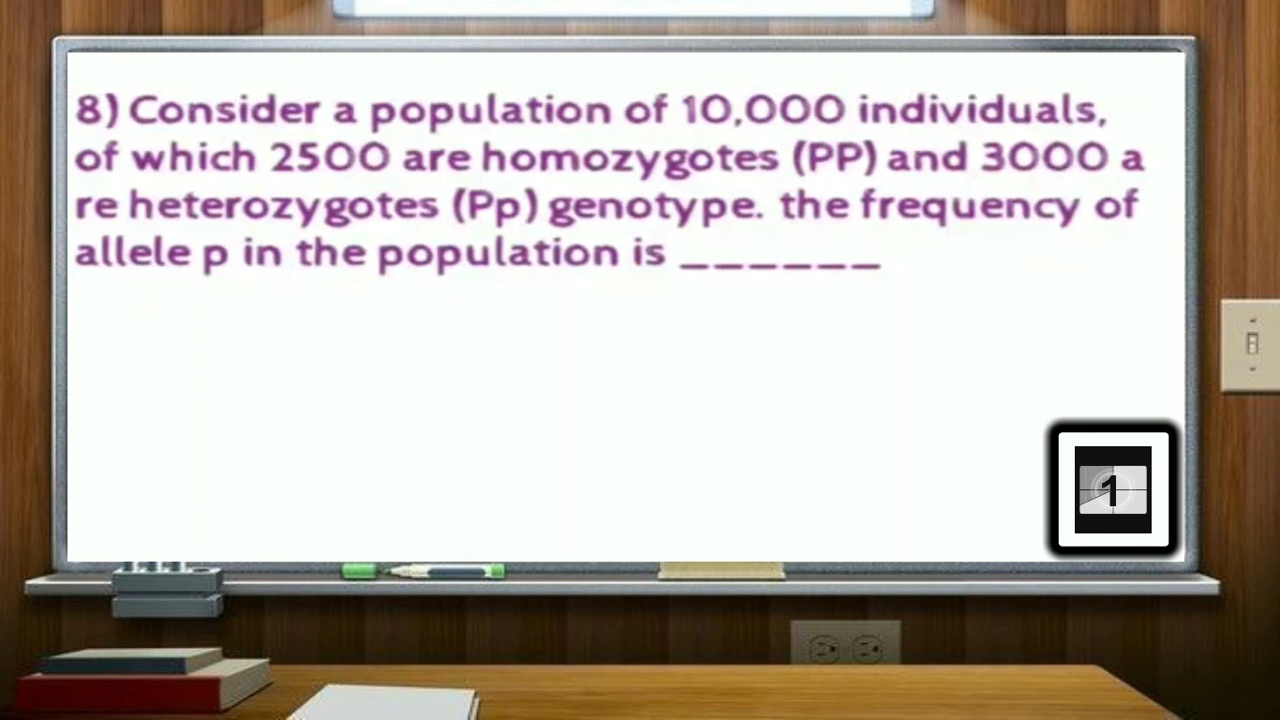 8) Consider a population of 10,000 individuals,
of which 2500 are homozygotes (PP) and 3000 a
re heterozygotes (Pp) genotype. the frequency of
allele p in the population is ______
1